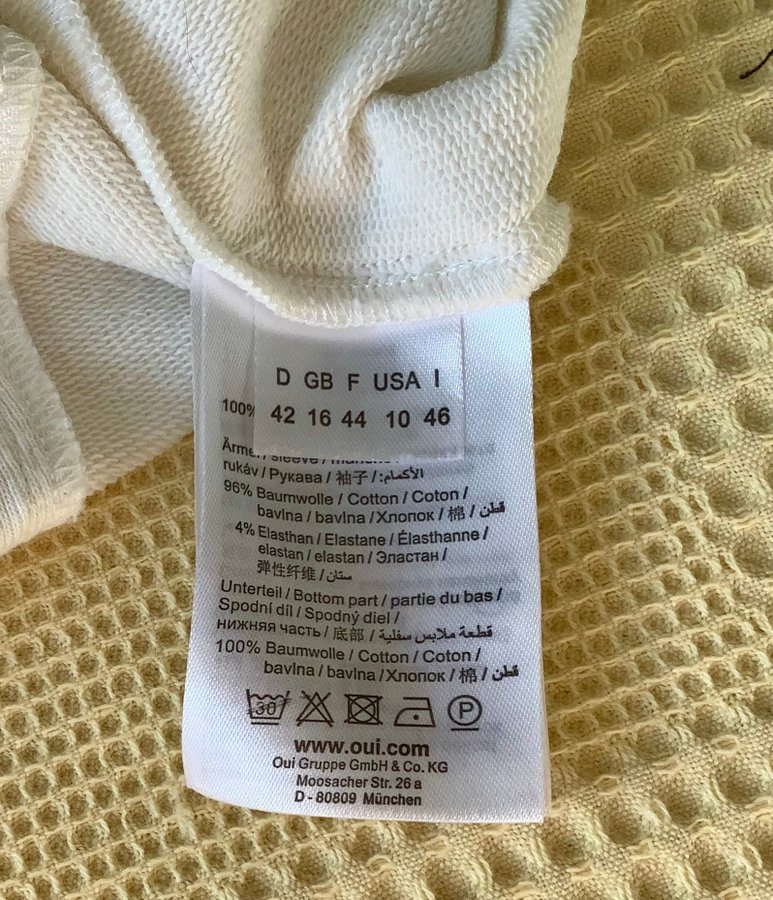 D GB F USA I
42 16 44 10 46
100%
rukáv / Рукава / 袖子 / الأكمام:
96% Baumwolle / Cotton / Coton /
bavlna / bavlna / Хлопок / 棉 / قطن
4% Elasthan / Elastane / Élasthanne /
elastan / elastan / Эластан /
弹性纤维 / ستان
Unterteil / Bottom part / partie du bas /
Spodní díl / Spodný diel /
нижняя часть / 底部 / قطعة ملابس سفلية
100% Baumwolle / Cotton / Coton /
bavlna / bavlna / Хлопок / 棉 / قطن
30° P
www.oui.com
Oui Gruppe GmbH & Co. KG
Moosacher Str. 26 a
D - 80809 München